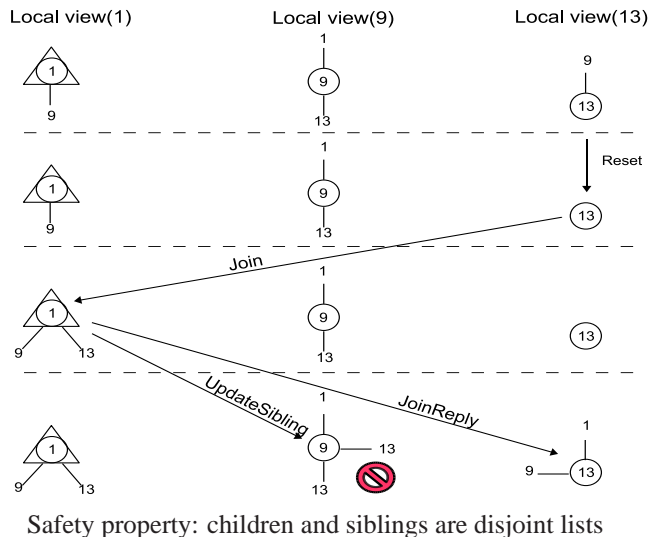 Local view(1) Local view(9) Local view(13)
1
1 9 9
9 13 13
Reset
1
1 9
9 13 13
Join
1
1 9
9 13 13 13
UpdateSibling JoinReply
1 1
1 9 13 9 13
9 13 13
Safety property: children and siblings are disjoint lists